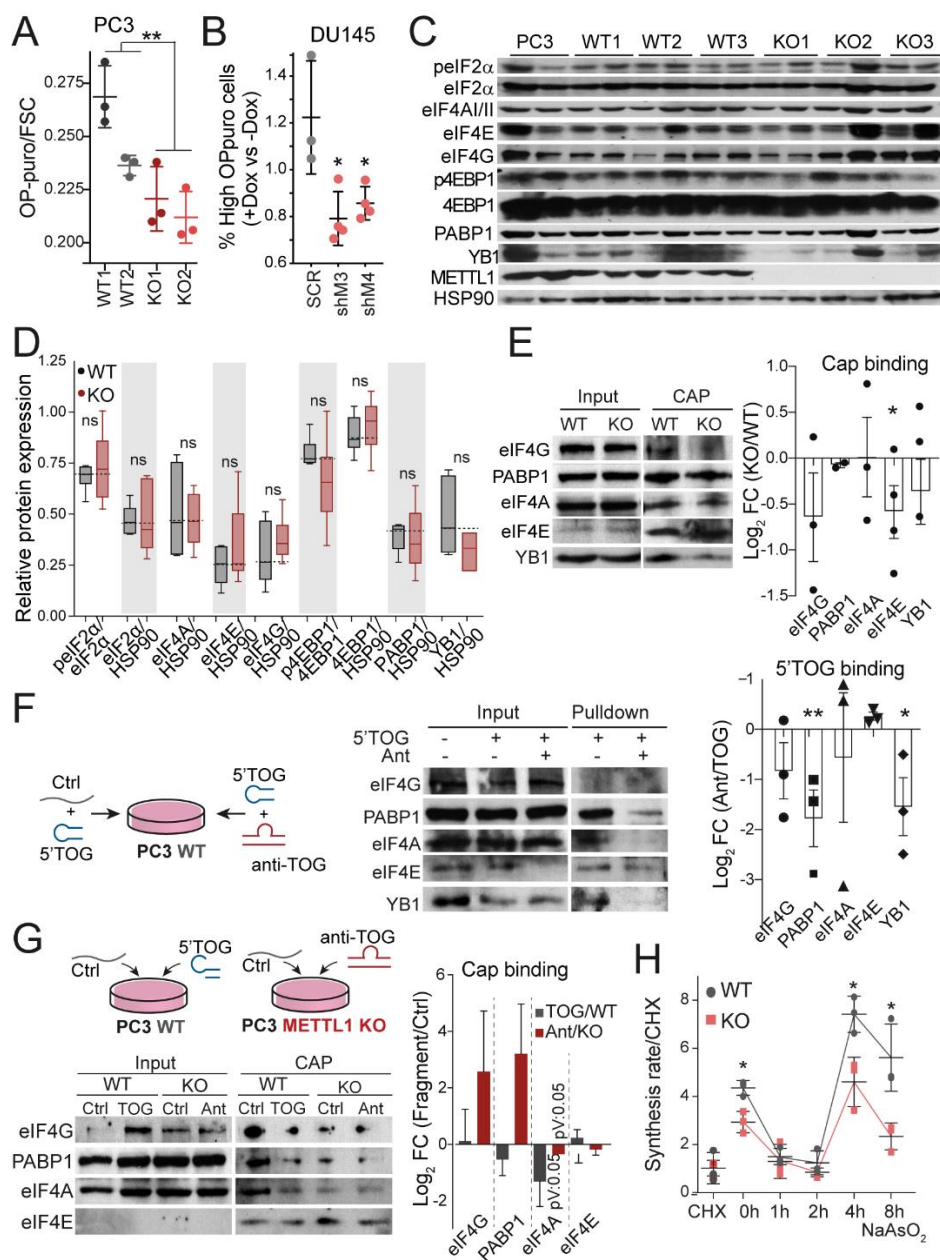 A
PC3
**
OP-puro/FSC
0.275
0.250
0.225
0.200
WT1-
WT2-
KO1-
KO2-
B
DU145
% High OPpuro cells
(+Dox vs -Dox)
1.4
1.2
1.0
0.8
0.6
* *
SCR
shM3
shM4
C
PC3 WT1 WT2 WT3 KO1 KO2 KO3
peIF2α
eIF2α
eIF4AI/II
eIF4E
eIF4G
p4EBP1
4EBP1
PABP1
YB1
METTL1
HSP90
D
Relative protein expression
1.25
1.00
0.75
0.50
0.25
0.00
WT
KO
ns ns ns ns ns ns ns ns ns
peIF2α/eIF2α
eIF2α/HSP90
eIF4A/HSP90
eIF4E/HSP90
eIF4G/HSP90
p4EBP1/4EBP1
4EBP1/HSP90
PABP1/HSP90
YB1/HSP90
E
Input CAP
WT KO WT KO
eIF4G
PABP1
eIF4A
eIF4E
YB1
Cap binding
Log2 FC (KO/WT)
1.0
0.5
0.0
-0.5
-1.0
-1.5
*
eIF4G
PABP1
eIF4A
eIF4E
YB1
F
Ctrl
+
5'TOG
PC3 WT
5'TOG
+
anti-TOG
Input Pulldown
5'TOG - + + + +
Ant - - + - +
eIF4G
PABP1
eIF4A
eIF4E
YB1
5'TOG binding
Log2 FC (Ant/TOG)
-1
0
-1
-2
-3
** *
eIF4G
PABP1
eIF4A
eIF4E
YB1
G
Ctrl 5'TOG
PC3 WT
anti-TOG
Ctrl
PC3 METTL1 KO
Input CAP
WT KO WT KO
Ctrl TOG Ctrl Ant Ctrl TOG Ctrl Ant
eIF4G
PABP1
eIF4A
eIF4E
Cap binding
Log2 FC (Fragment/Ctrl)
6
4
2
0
-2
TOG/WT
Ant/KO
pV:0.05
pV:0.05
eIF4G
PABP1
eIF4A
eIF4E
H
WT
KO
Synthesis rate/CHX
8
6
4
2
0
* * *
CHX 0h 1h 2h 4h 8h
NaAsO2